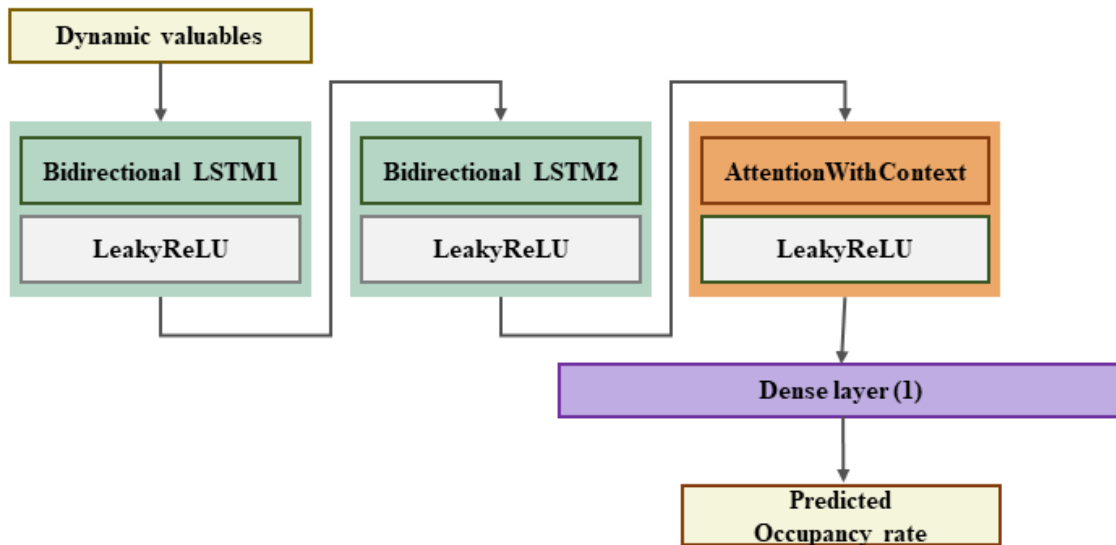 Dynamic valuables
Bidirectional LSTM1
LeakyReLU
Bidirectional LSTM2
LeakyReLU
AttentionWithContext
LeakyReLU
Dense layer (1)
Predicted
Occupancy rate